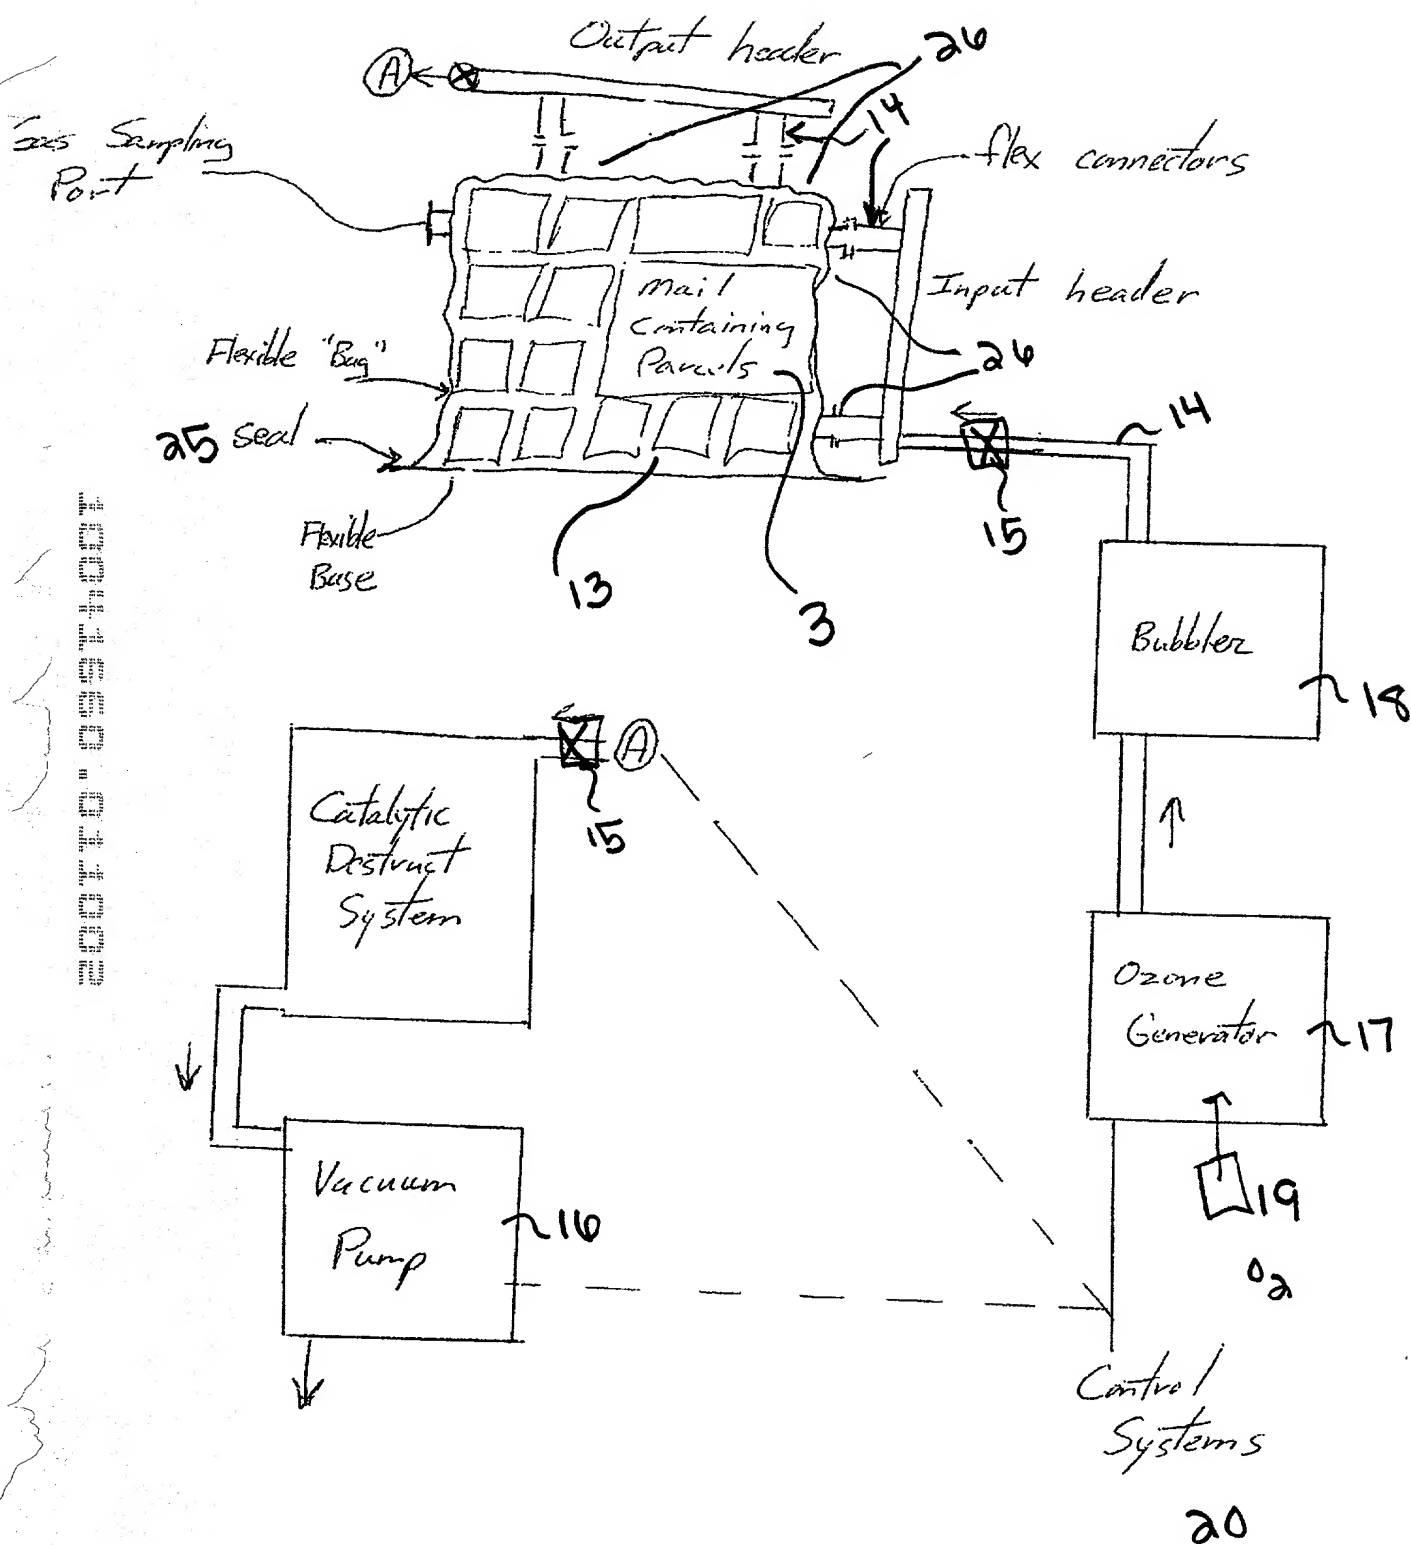 Output header
26
A
14
Gas Sampling
Port
flex connectors
Input header
Mail
Containing
Parcels
26
Flexible "Bag"
25 seal
14
15
Flexible
Base
13
3
Bubbler
18
A
15
Catalytic
Destruct
System
Ozone
Generator
17
Vacuum
Pump
16
19
O2
Control
Systems
20
10041660.011002